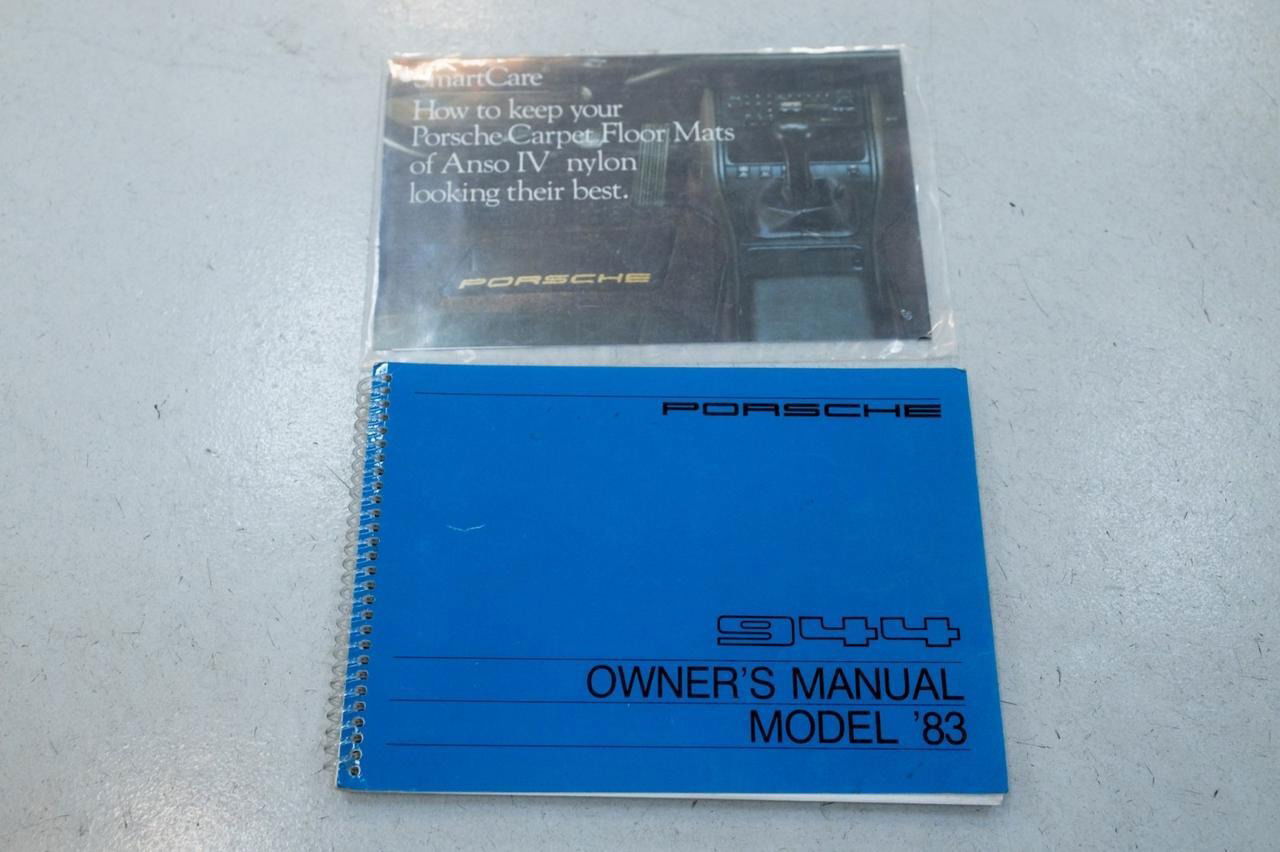 SmartCare
How to keep your
Porsche Carpet Floor Mats
of Anso IV nylon
looking their best.
PORSCHE
PORSCHE
944
OWNER'S MANUAL
MODEL '83